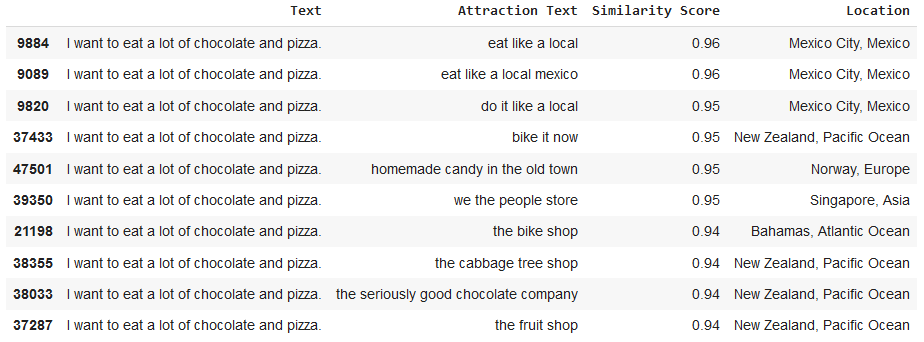 Text Attraction Text Similarity Score Location
9884 I want to eat a lot of chocolate and pizza. eat like a local 0.96 Mexico City, Mexico
9089 I want to eat a lot of chocolate and pizza. eat like a local mexico 0.96 Mexico City, Mexico
9820 I want to eat a lot of chocolate and pizza. do it like a local 0.95 Mexico City, Mexico
37433 I want to eat a lot of chocolate and pizza. bike it now 0.95 New Zealand, Pacific Ocean
47501 I want to eat a lot of chocolate and pizza. homemade candy in the old town 0.95 Norway, Europe
39350 I want to eat a lot of chocolate and pizza. we the people store 0.95 Singapore, Asia
21198 I want to eat a lot of chocolate and pizza. the bike shop 0.94 Bahamas, Atlantic Ocean
38355 I want to eat a lot of chocolate and pizza. the cabbage tree shop 0.94 New Zealand, Pacific Ocean
38033 I want to eat a lot of chocolate and pizza. the seriously good chocolate company 0.94 New Zealand, Pacific Ocean
37287 I want to eat a lot of chocolate and pizza. the fruit shop 0.94 New Zealand, Pacific Ocean